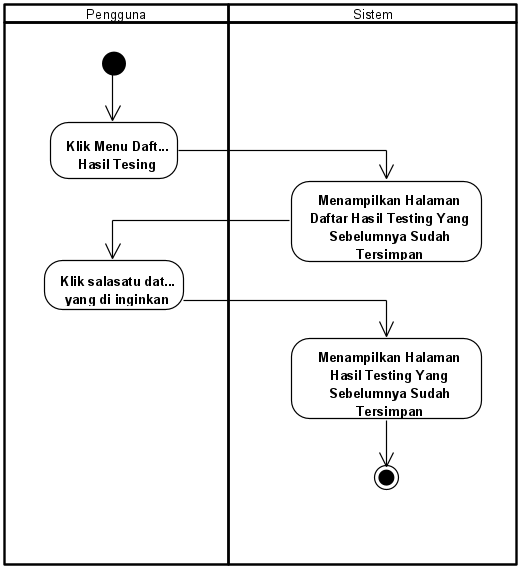 Pengguna
Sistem
Klik Menu Daft...
Hasil Tesing
Menampilkan Halaman
Daftar Hasil Testing Yang
Sebelumnya Sudah
Tersimpan
Klik salasatu dat...
yang di inginkan
Menampilkan Halaman
Hasil Testing Yang
Sebelumnya Sudah
Tersimpan